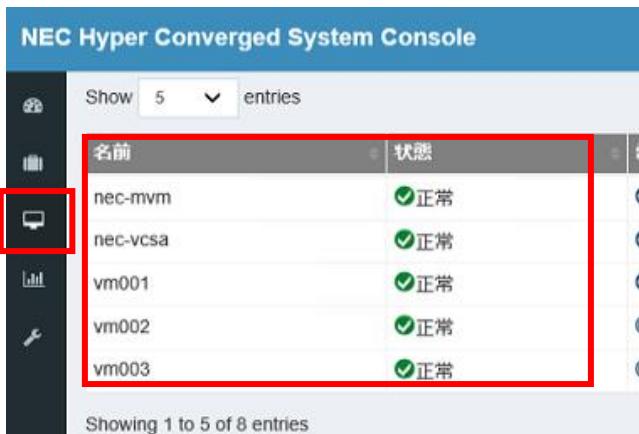 NEC Hyper Converged System Console
Show 5 entries
名前 状態
nec-mvm 正常
nec-vcsa 正常
vm001 正常
vm002 正常
vm003 正常
Showing 1 to 5 of 8 entries